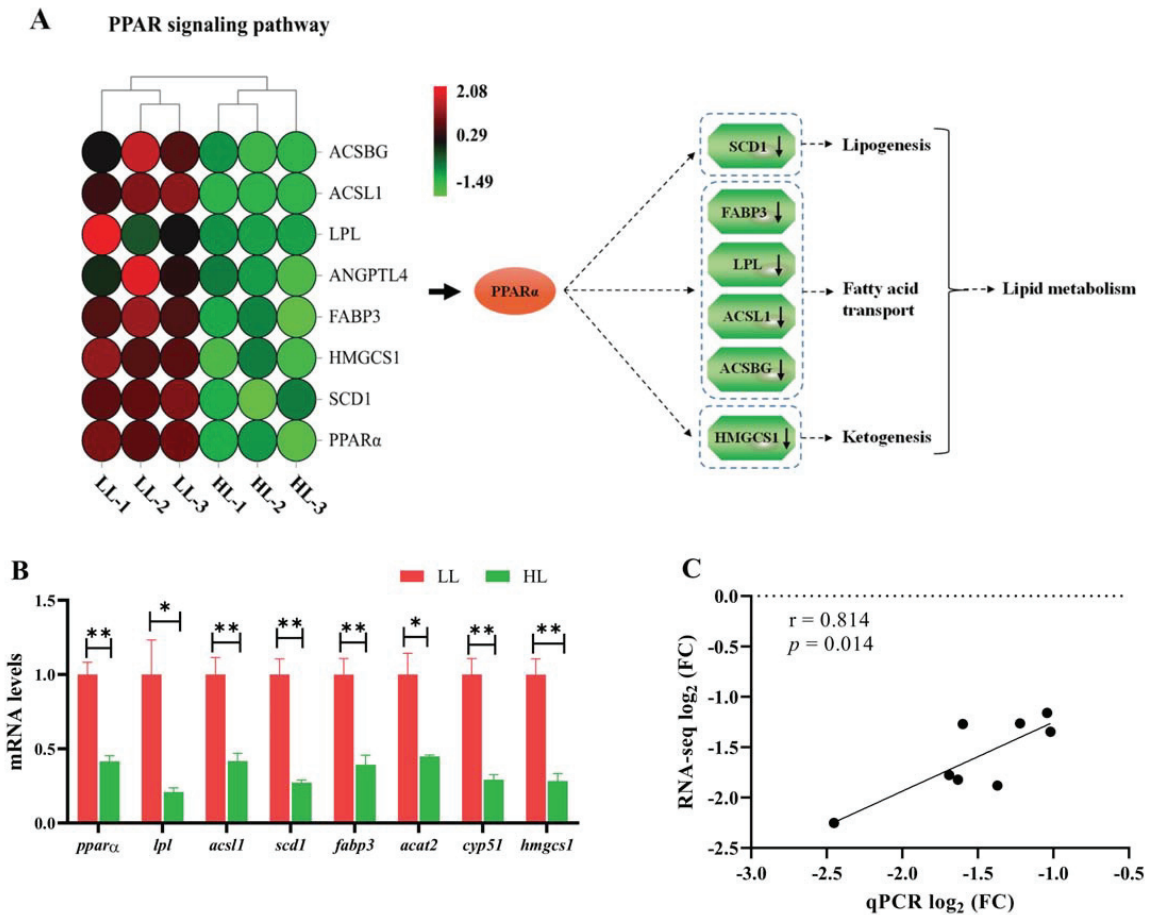 A
PPAR signaling pathway
2.08
0.29
-1.49
ACSBG
ACSL1
LPL
ANGPTL4
FABP3
HMGCS1
SCD1
PPARα
LL-1
LL-2
LL-3
HL-1
HL-2
HL-3
PPARα
SCD1 ↓
FABP3 ↓
LPL ↓
ACSL1 ↓
ACSBG ↓
HMGCS1 ↓
Lipogenesis
Fatty acid
transport
Ketogenesis
Lipid metabolism
B
LL
HL
mRNA levels
1.5
1.0
0.5
0.0
**
*
**
**
**
*
**
**
pparα
lpl
acsl1
scd1
fabp3
acat2
cyp51
hmgcs1
C
r = 0.814
p = 0.014
RNA-seq log₂ (FC)
0.0
-0.5
-1.0
-1.5
-2.0
-2.5
-3.0
-2.5
-2.0
-1.5
-1.0
-0.5
qPCR log₂ (FC)